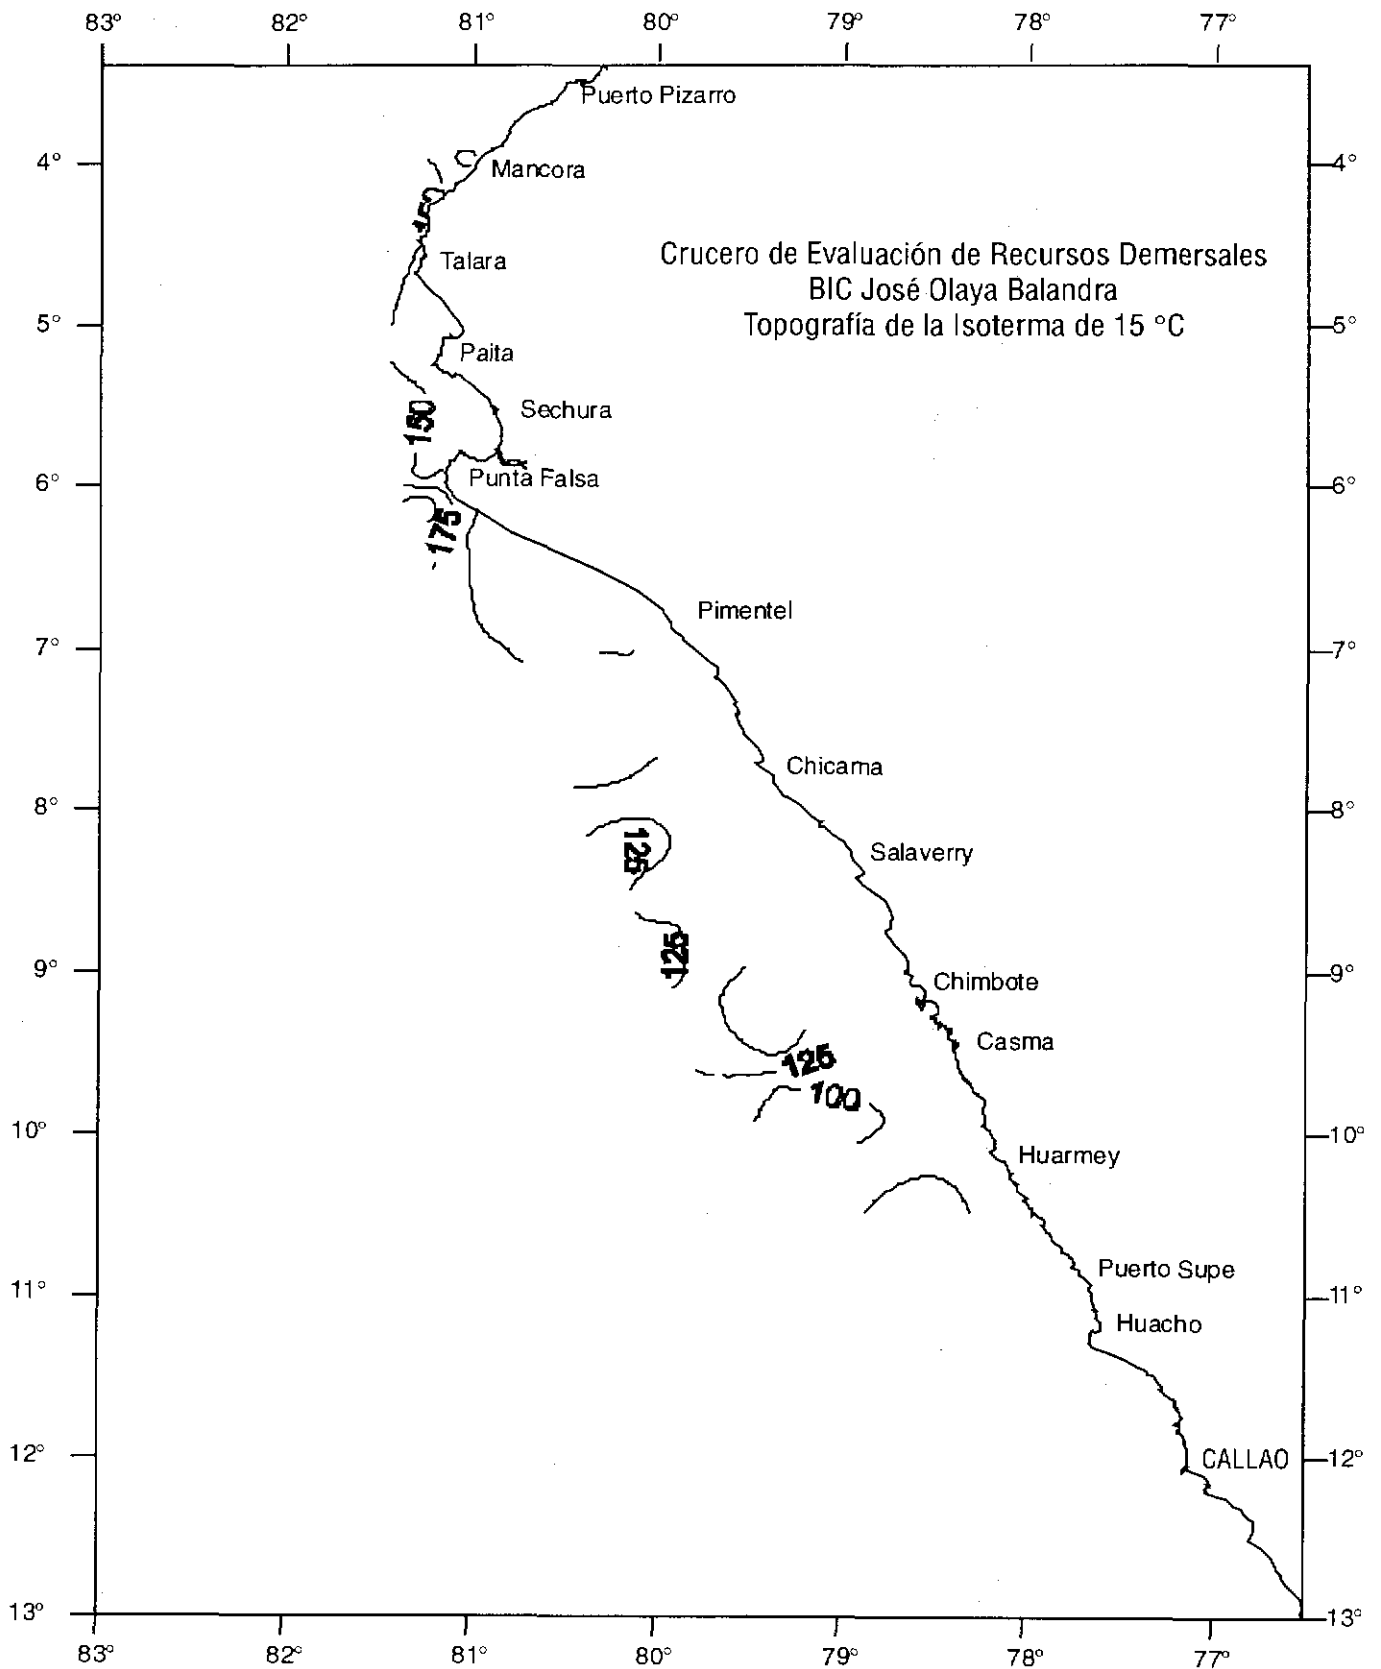 83° 82° 81° 80° 79° 78° 77°
Puerto Pizarro
4° Mancora 4°
150
Talara
Crucero de Evaluación de Recursos Demersales
BIC José Olaya Balandra
Topografía de la Isoterma de 15 °C
5° 5°
Paita
Sechura
150
Punta Falsa
6° 6°
175
Pimentel
7° 7°
Chicama
8° 8°
125
Salaverry
125
9° 9°
Chimbote
Casma
125
100
10° 10°
Huarmey
Puerto Supe
11° 11°
Huacho
12° CALLAO 12°
13° 13°
83° 82° 81° 80° 79° 78° 77°